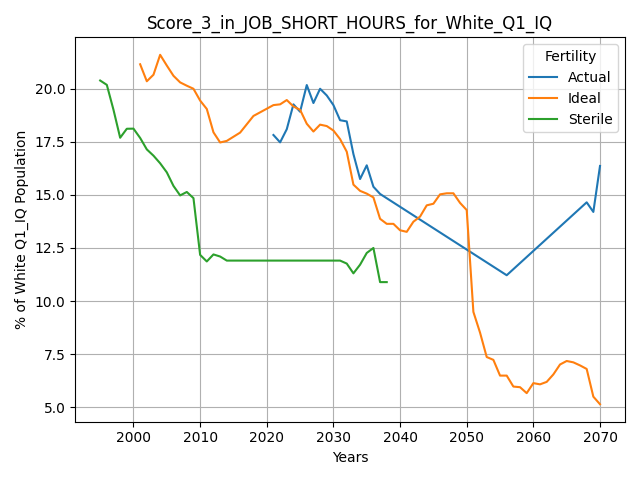 Score_3_in_JOB_SHORT_HOURS_for_White_Q1_IQ
Fertility
Actual
Ideal
Sterile
% of White Q1_IQ Population
20.0
17.5
15.0
12.5
10.0
7.5
5.0
2000 2010 2020 2030 2040 2050 2060 2070
Years